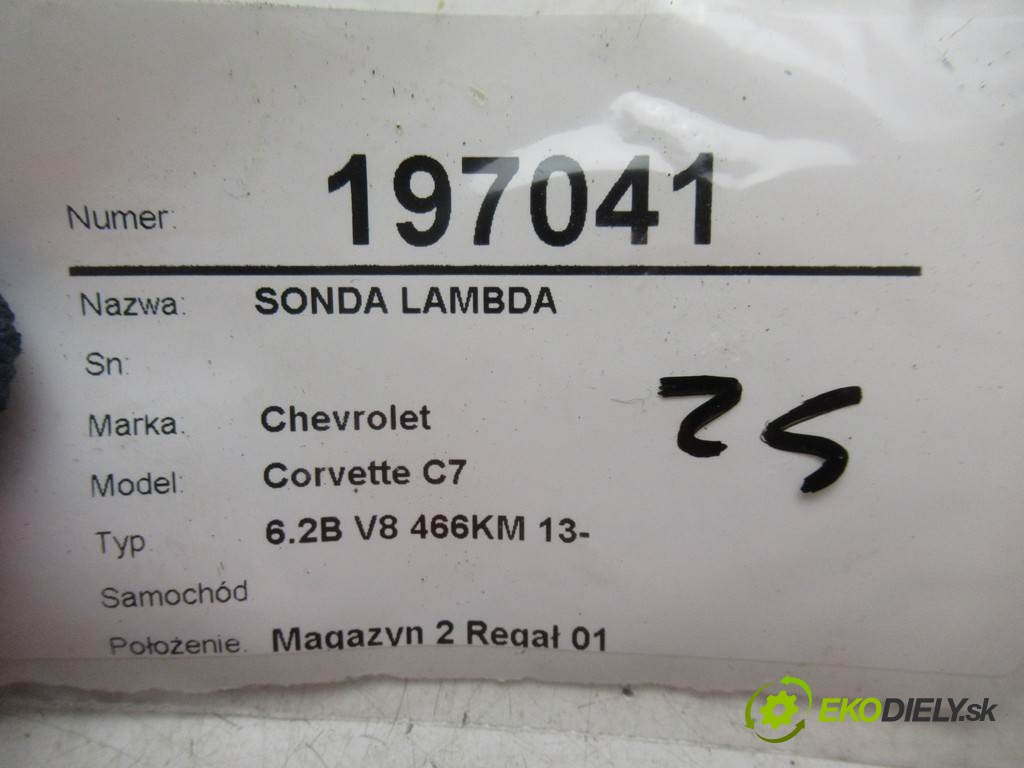 Numer: 197041
Nazwa: SONDA LAMBDA
Sn:
Marka: Chevrolet
Model: Corvette C7
Typ 6.2B V8 466KM 13-
Samochód
Położenie. Magazyn 2 Regał 01
EKODIELY.sk